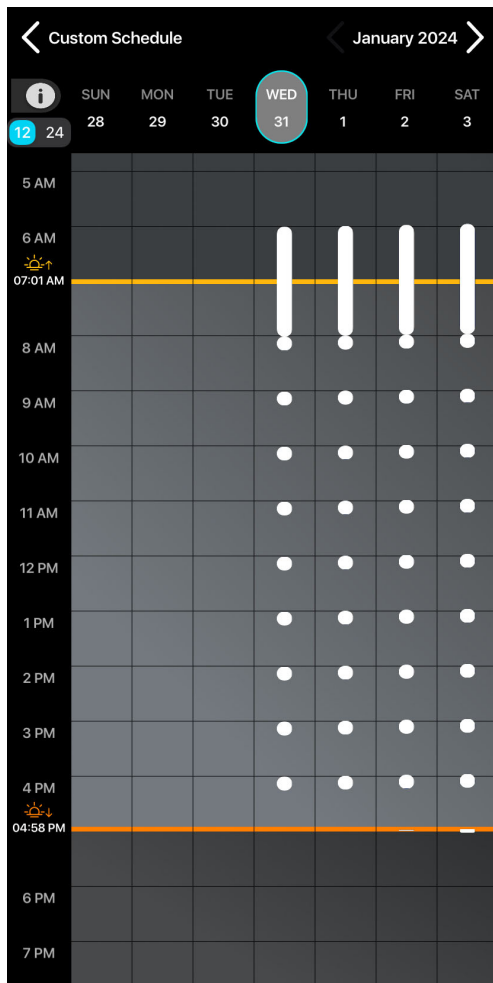 Custom Schedule
January 2024
i
SUN MON TUE WED THU FRI SAT
28 29 30 31 1 2 3
12 24
5 AM
6 AM
07:01 AM
8 AM
9 AM
10 AM
11 AM
12 PM
1 PM
2 PM
3 PM
4 PM
04:58 PM
6 PM
7 PM